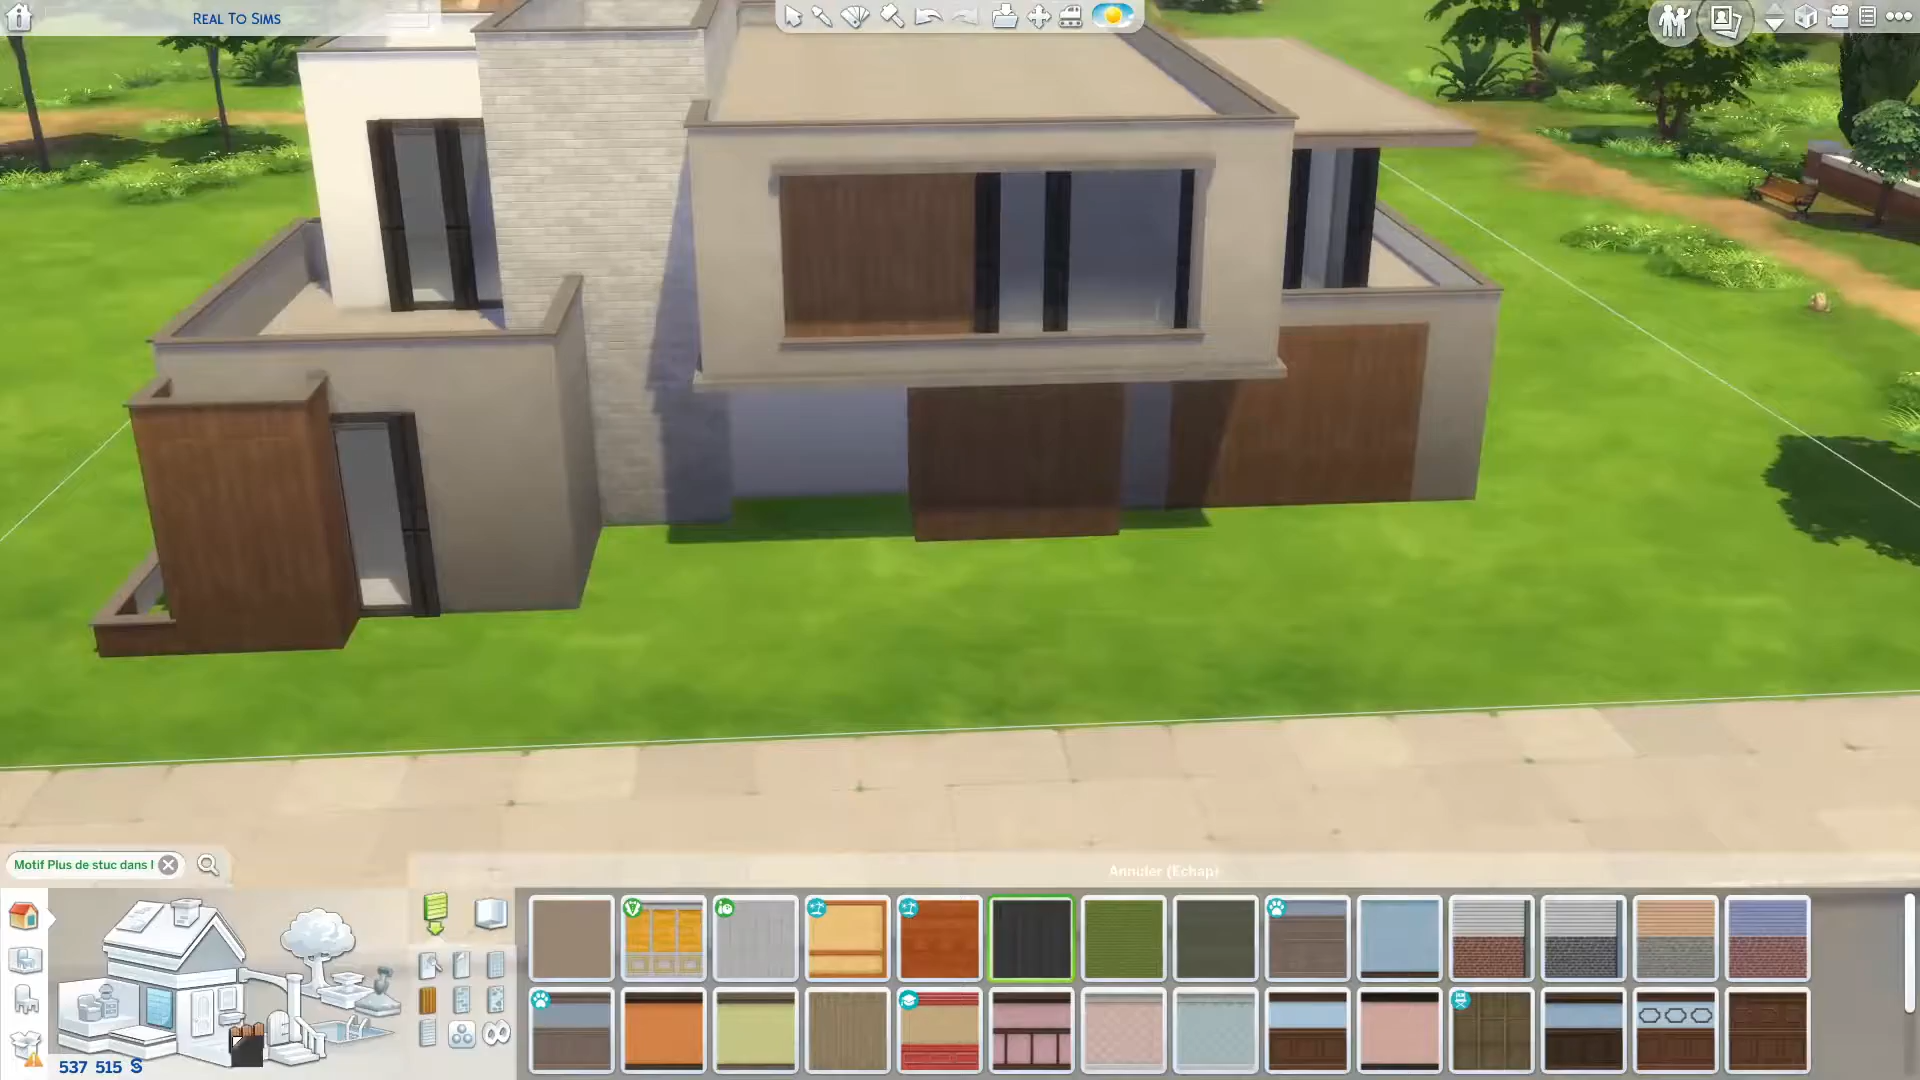 Real To Sims
Motif Plus de stuc dans l
Annuler (Echap)
537 515 §